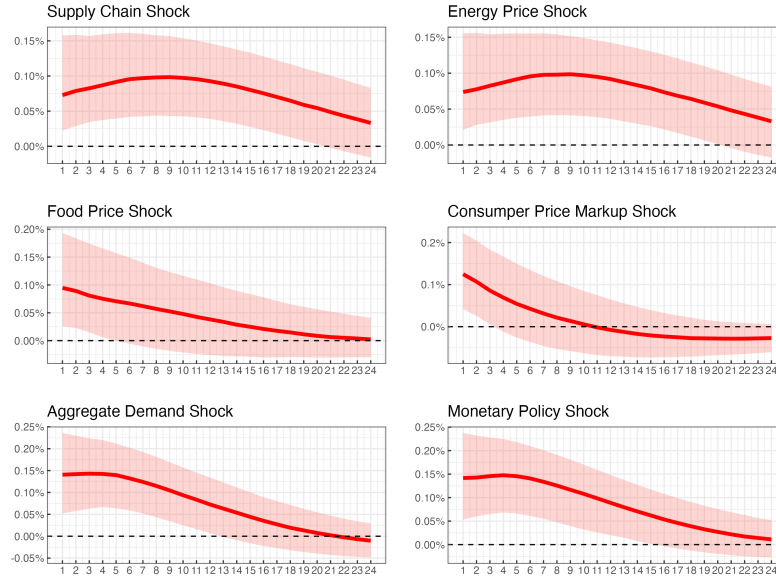 Supply Chain Shock
0.15%
0.10%
0.05%
0.00%
1 2 3 4 5 6 7 8 9 10 11 12 13 14 15 16 17 18 19 20 21 22 23 24
Energy Price Shock
0.15%
0.10%
0.05%
0.00%
1 2 3 4 5 6 7 8 9 10 11 12 13 14 15 16 17 18 19 20 21 22 23 24
Food Price Shock
0.20%
0.15%
0.10%
0.05%
0.00%
1 2 3 4 5 6 7 8 9 10 11 12 13 14 15 16 17 18 19 20 21 22 23 24
Consumper Price Markup Shock
0.2%
0.1%
0.0%
1 2 3 4 5 6 7 8 9 10 11 12 13 14 15 16 17 18 19 20 21 22 23 24
Aggregate Demand Shock
0.25%
0.20%
0.15%
0.10%
0.05%
0.00%
-0.05%
1 2 3 4 5 6 7 8 9 10 11 12 13 14 15 16 17 18 19 20 21 22 23 24
Monetary Policy Shock
0.25%
0.20%
0.15%
0.10%
0.05%
0.00%
1 2 3 4 5 6 7 8 9 10 11 12 13 14 15 16 17 18 19 20 21 22 23 24